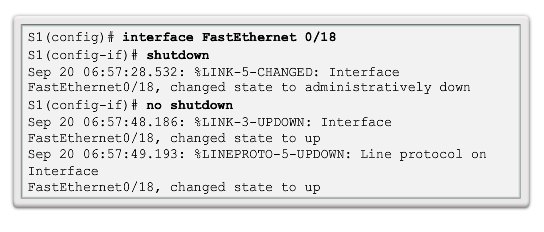 S1(config)# interface FastEthernet 0/18
S1(config-if)# shutdown
Sep 20 06:57:28.532: %LINK-5-CHANGED: Interface
FastEthernet0/18, changed state to administratively down
S1(config-if)# no shutdown
Sep 20 06:57:48.186: %LINK-3-UPDOWN: Interface
FastEthernet0/18, changed state to up
Sep 20 06:57:49.193: %LINEPROTO-5-UPDOWN: Line protocol on
Interface
FastEthernet0/18, changed state to up